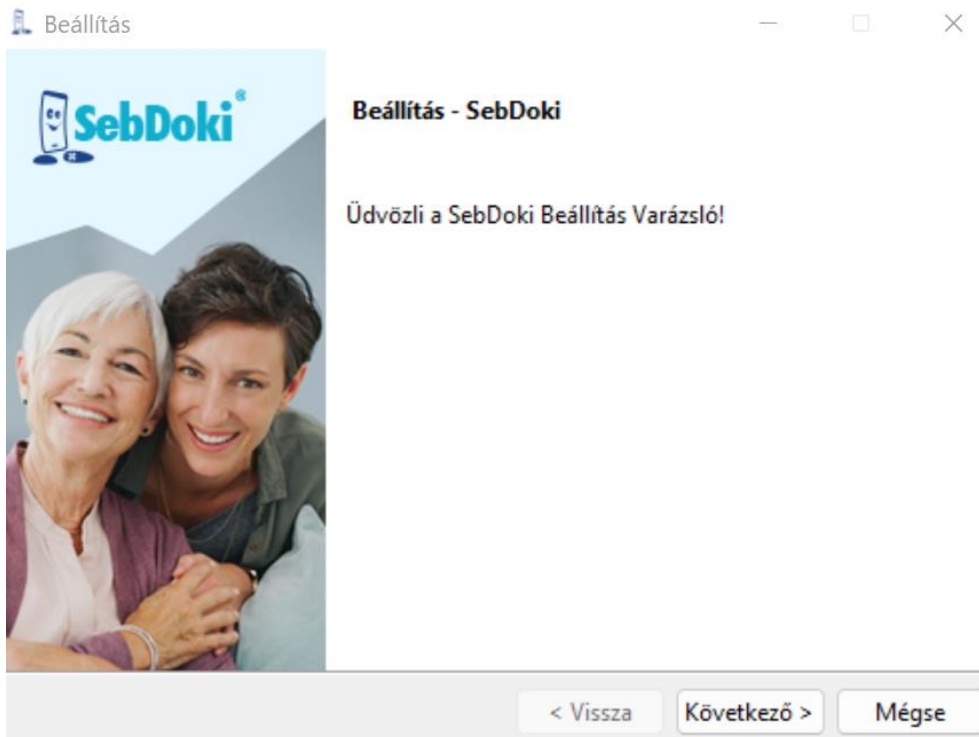 Beállítás
SebDoki®
Beállítás - SebDoki
Üdvözli a SebDoki Beállítás Varázsló!
< Vissza
Következő >
Mégse